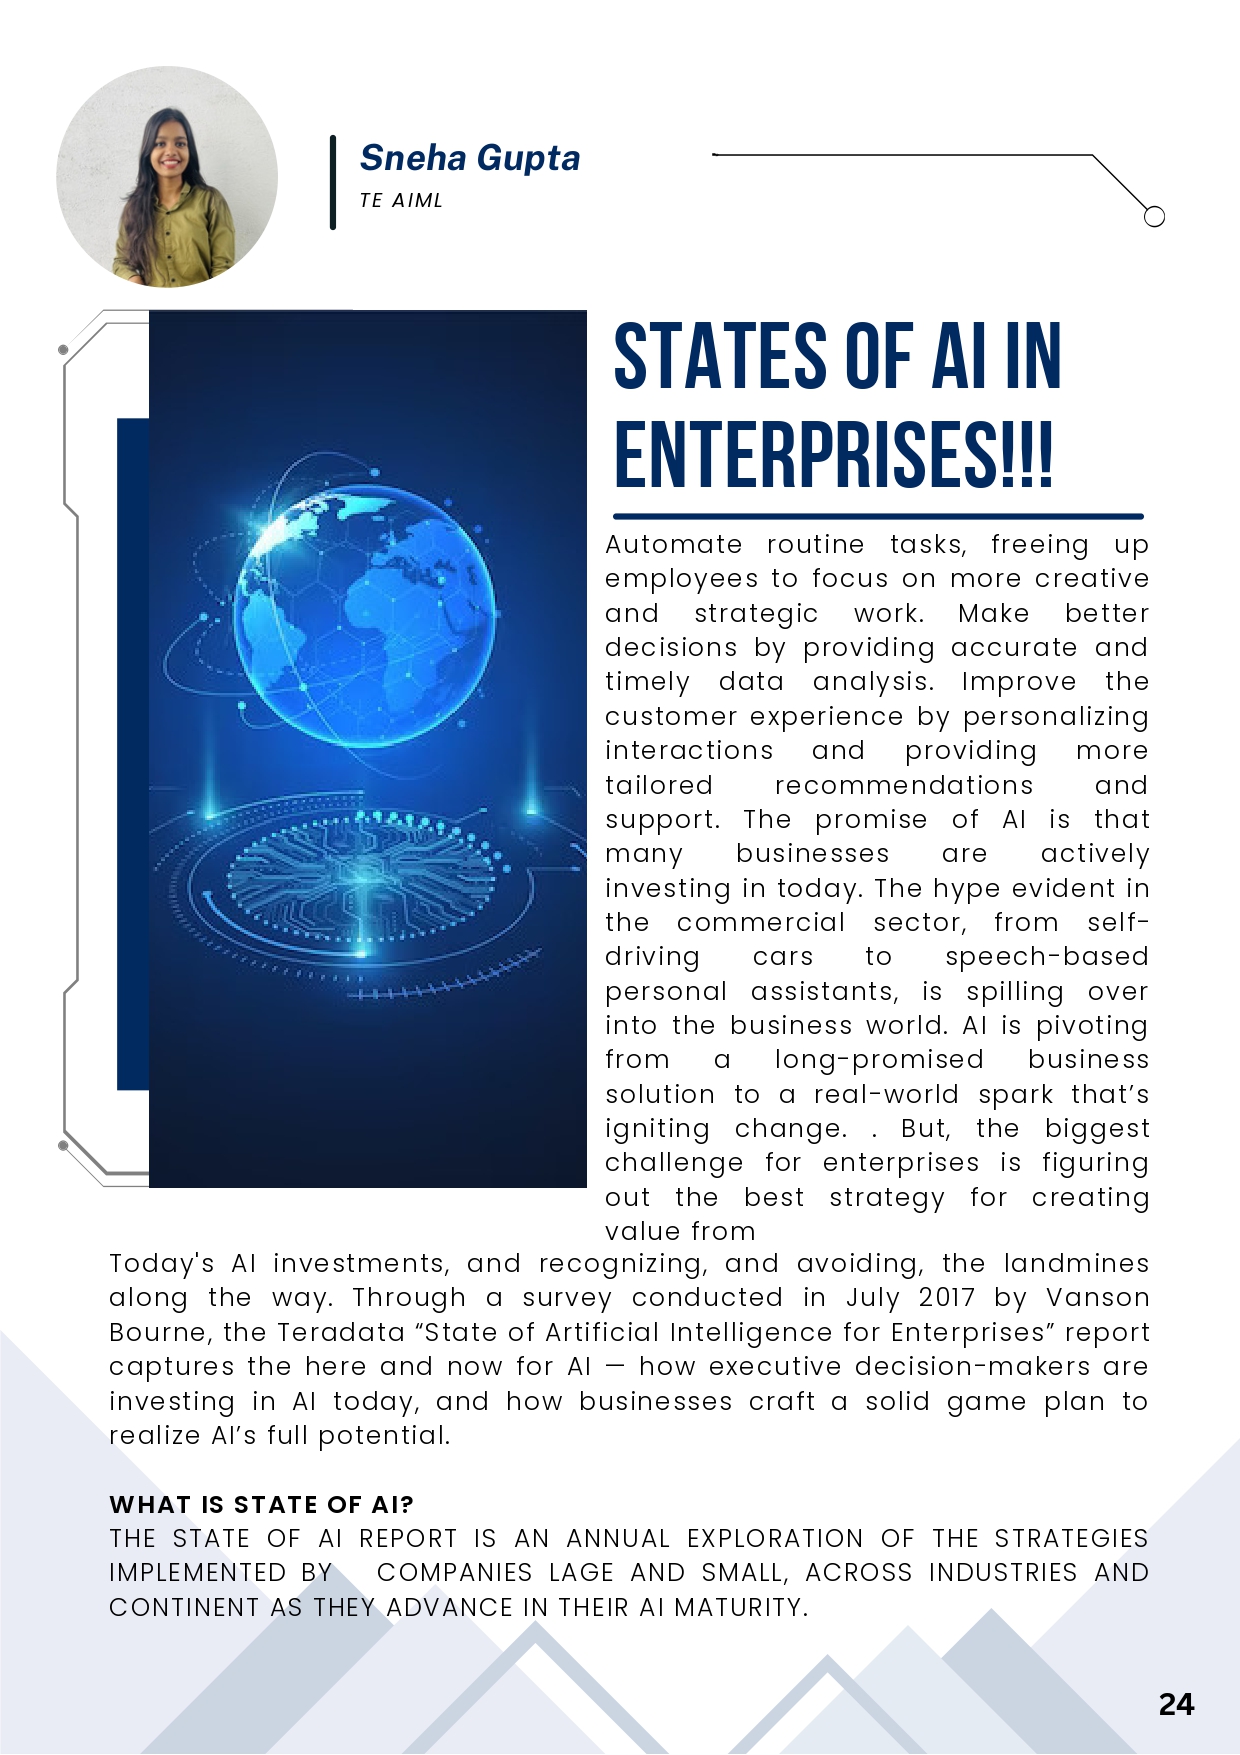 Sneha Gupta
TE AIML
STATES OF AI IN
ENTERPRISES!!!
Automate routine tasks, freeing up
employees to focus on more creative
and strategic work. Make better
decisions by providing accurate and
timely data analysis. Improve the
customer experience by personalizing
interactions and providing more
tailored recommendations and
support. The promise of AI is that
many businesses are actively
investing in today. The hype evident in
the commercial sector, from self-
driving cars to speech-based
personal assistants, is spilling over
into the business world. AI is pivoting
from a long-promised business
solution to a real-world spark that’s
igniting change. . But, the biggest
challenge for enterprises is figuring
out the best strategy for creating
value from
Today's AI investments, and recognizing, and avoiding, the landmines
along the way. Through a survey conducted in July 2017 by Vanson
Bourne, the Teradata “State of Artificial Intelligence for Enterprises” report
captures the here and now for AI — how executive decision-makers are
investing in AI today, and how businesses craft a solid game plan to
realize AI’s full potential.
WHAT IS STATE OF AI?
THE STATE OF AI REPORT IS AN ANNUAL EXPLORATION OF THE STRATEGIES
IMPLEMENTED BY COMPANIES LAGE AND SMALL, ACROSS INDUSTRIES AND
CONTINENT AS THEY ADVANCE IN THEIR AI MATURITY.
24